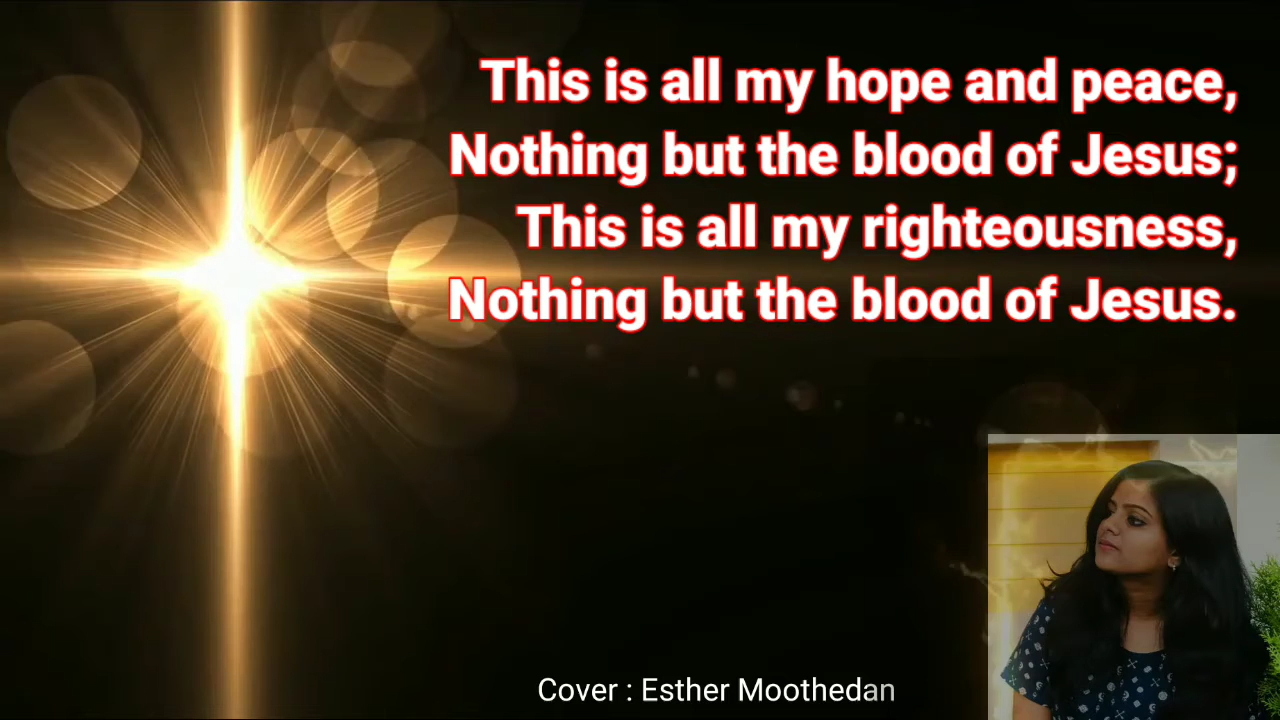 This is all my hope and peace,
Nothing but the blood of Jesus;
This is all my righteousness,
Nothing but the blood of Jesus.
Cover : Esther Moothedan